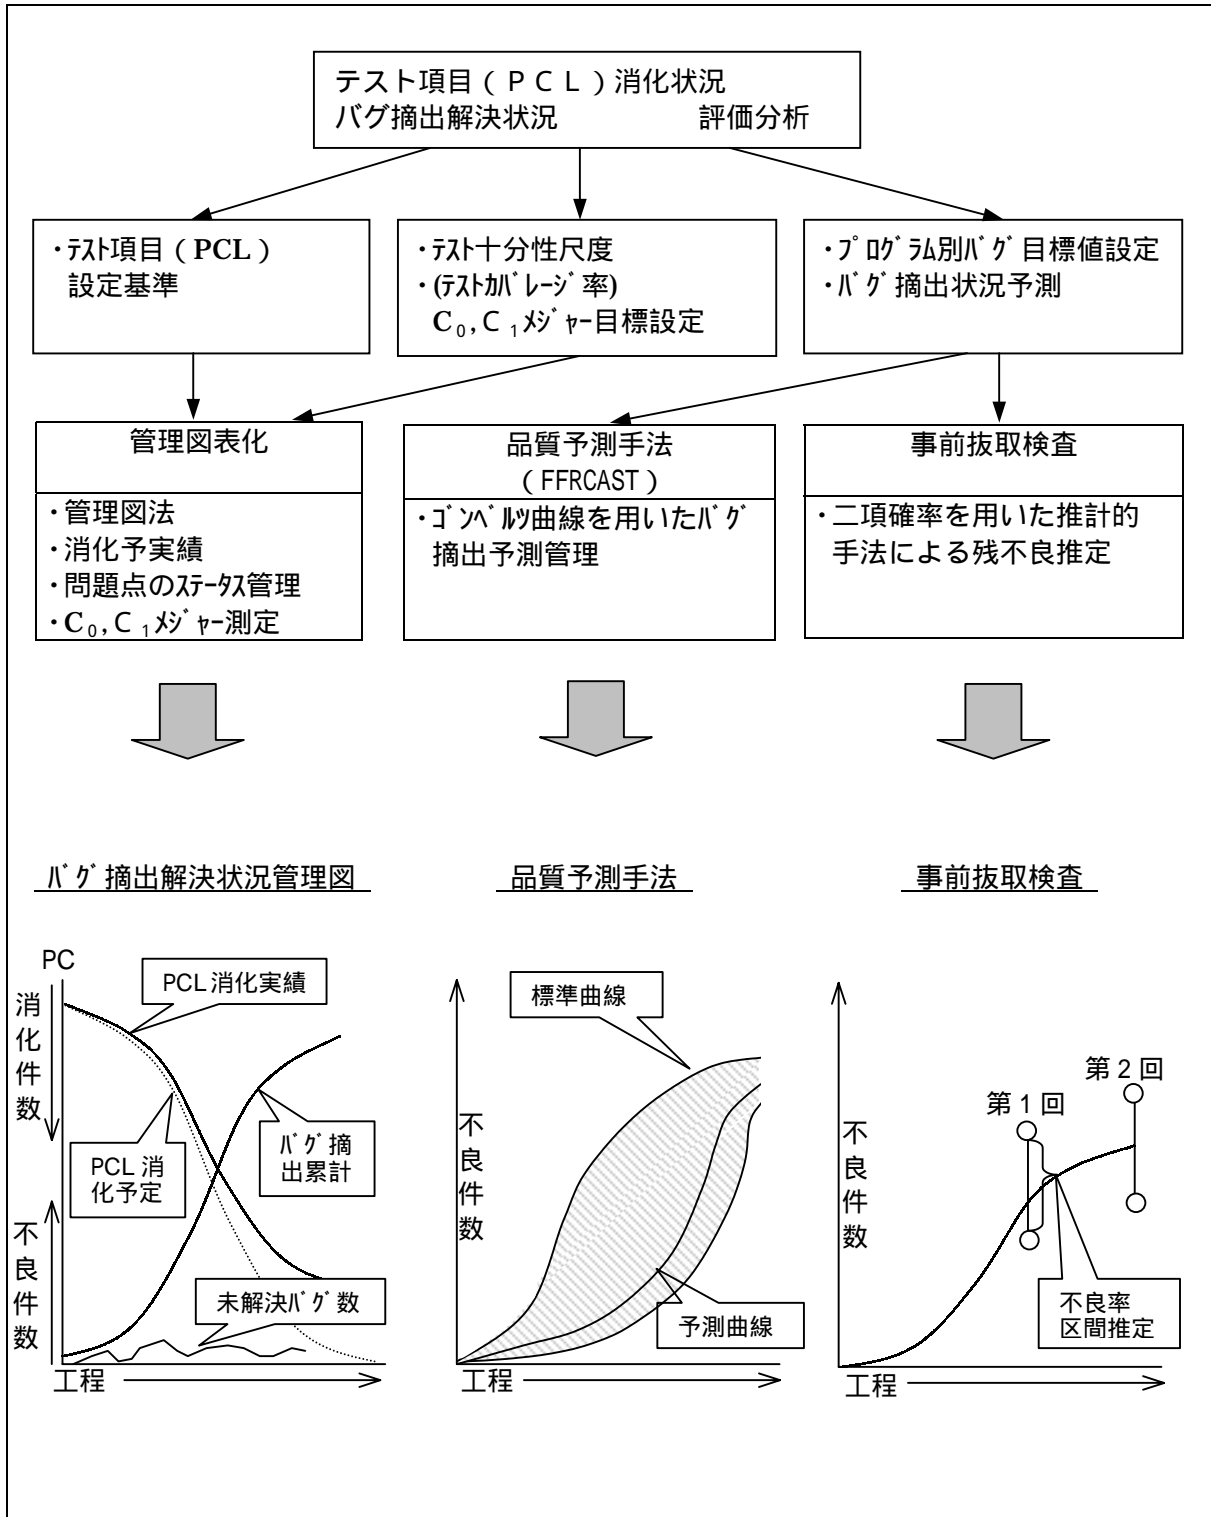 テスト項目(PCL)消化状況
バグ摘出解決状況 評価分析
・ﾃｽﾄ項目(PCL)
設定基準
・ﾃｽﾄ十分性尺度
・(ﾃｽﾄｶﾊﾞﾚｰｼﾞ率)
C₀,C₁ﾒｼﾞｬｰ目標設定
・ﾌﾟﾛｸﾞﾗﾑ別ﾊﾞｸﾞ目標値設定
・ﾊﾞｸﾞ摘出状況予測
管理図表化
・管理図法
・消化予実績
・問題点のｽﾃｰﾀｽ管理
・C₀,C₁ﾒｼﾞｬｰ測定
品質予測手法
(FFRCAST)
・ｺﾞﾝﾍﾞﾙﾂ曲線を用いたﾊﾞｸﾞ
摘出予測管理
事前抜取検査
・二項確率を用いた推計的
手法による残不良推定
ﾊﾞｸﾞ摘出解決状況管理図
品質予測手法
事前抜取検査
PC
消化件数
不良件数
PCL消化実績
PCL消
化予定
ﾊﾞｸﾞ摘
出累計
未解決ﾊﾞｸﾞ数
工程
不良件数
標準曲線
予測曲線
工程
不良件数
第1回
第2回
不良率
区間推定
工程